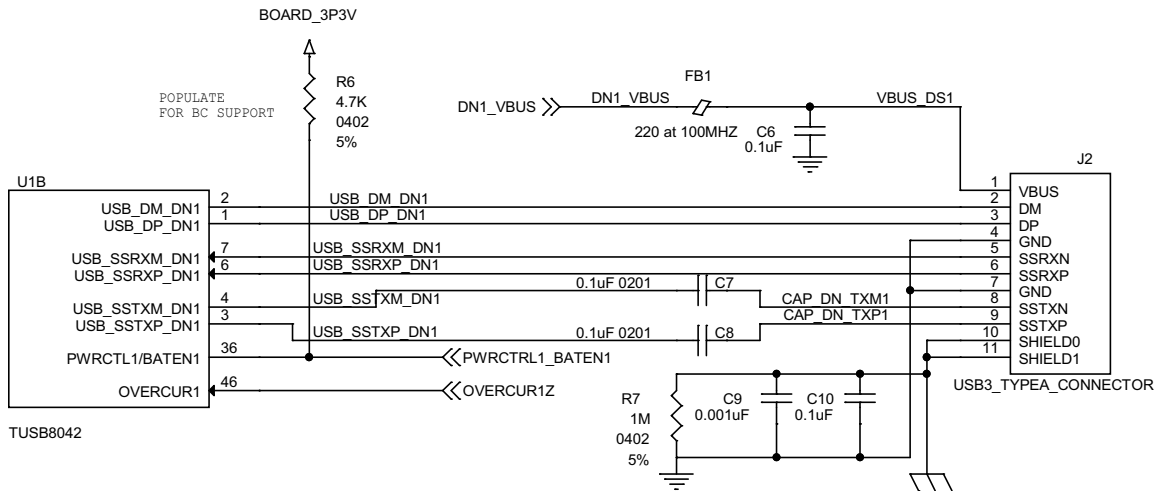 BOARD_3P3V
POPULATE
FOR BC SUPPORT
R6
4.7K
0402
5%
DN1_VBUS
DN1_VBUS
FB1
220 at 100MHZ
VBUS_DS1
C6
0.1uF
U1B
USB_DM_DN1
2
USB_DM_DN1
USB_DP_DN1
1
USB_DP_DN1
USB_SSRXM_DN1
7
USB_SSRXM_DN1
USB_SSRXP_DN1
6
USB_SSRXP_DN1
USB_SSTXM_DN1
4
USB_SSTXM_DN1
0.1uF 0201
C7
CAP_DN_TXM1
USB_SSTXP_DN1
3
USB_SSTXP_DN1
0.1uF 0201
C8
CAP_DN_TXP1
PWRCTL1/BATEN1
36
PWRCTRL1_BATEN1
OVERCUR1
46
OVERCUR1Z
TUSB8042
J2
1
VBUS
2
DM
3
DP
4
GND
5
SSRXN
6
SSRXP
7
GND
8
SSTXN
9
SSTXP
10
SHIELD0
11
SHIELD1
USB3_TYPEA_CONNECTOR
R7
1M
0402
5%
C9
0.001uF
C10
0.1uF